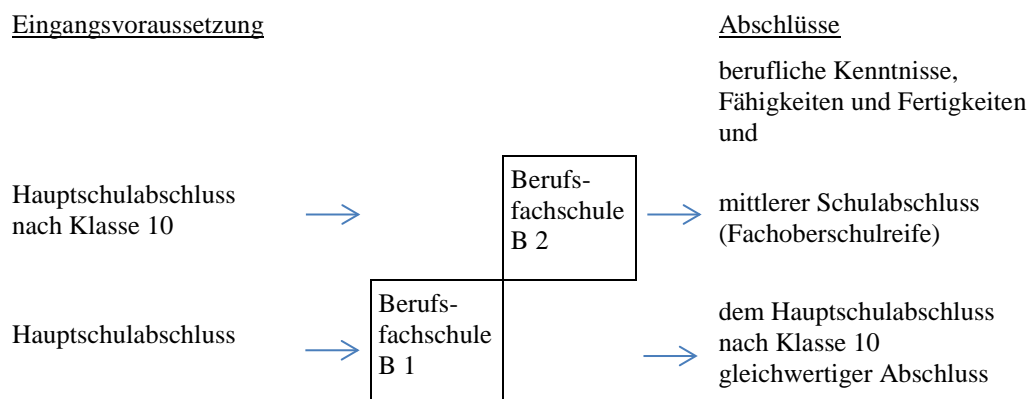 Eingangsvoraussetzung
Abschlüsse
berufliche Kenntnisse,
Fähigkeiten und Fertigkeiten
und
Hauptschulabschluss
nach Klasse 10
Berufs-
fachschule
B 2
mittlerer Schulabschluss
(Fachoberschulreife)
Hauptschulabschluss
Berufs-
fachschule
B 1
dem Hauptschulabschluss
nach Klasse 10
gleichwertiger Abschluss